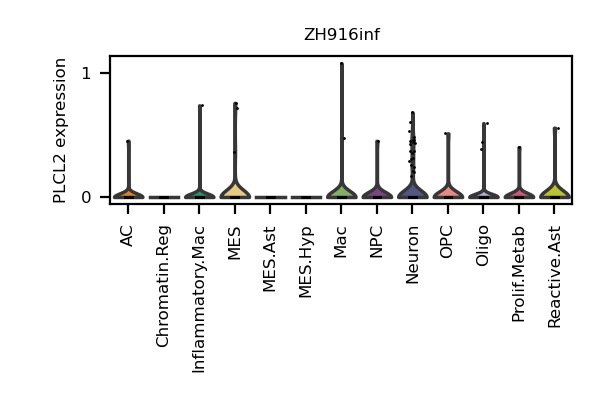 ZH916inf
PLCL2 expression
1
0
AC
Chromatin.Reg
Inflammatory.Mac
MES
MES.Ast
MES.Hyp
Mac
NPC
Neuron
OPC
Oligo
Prolif.Metab
Reactive.Ast